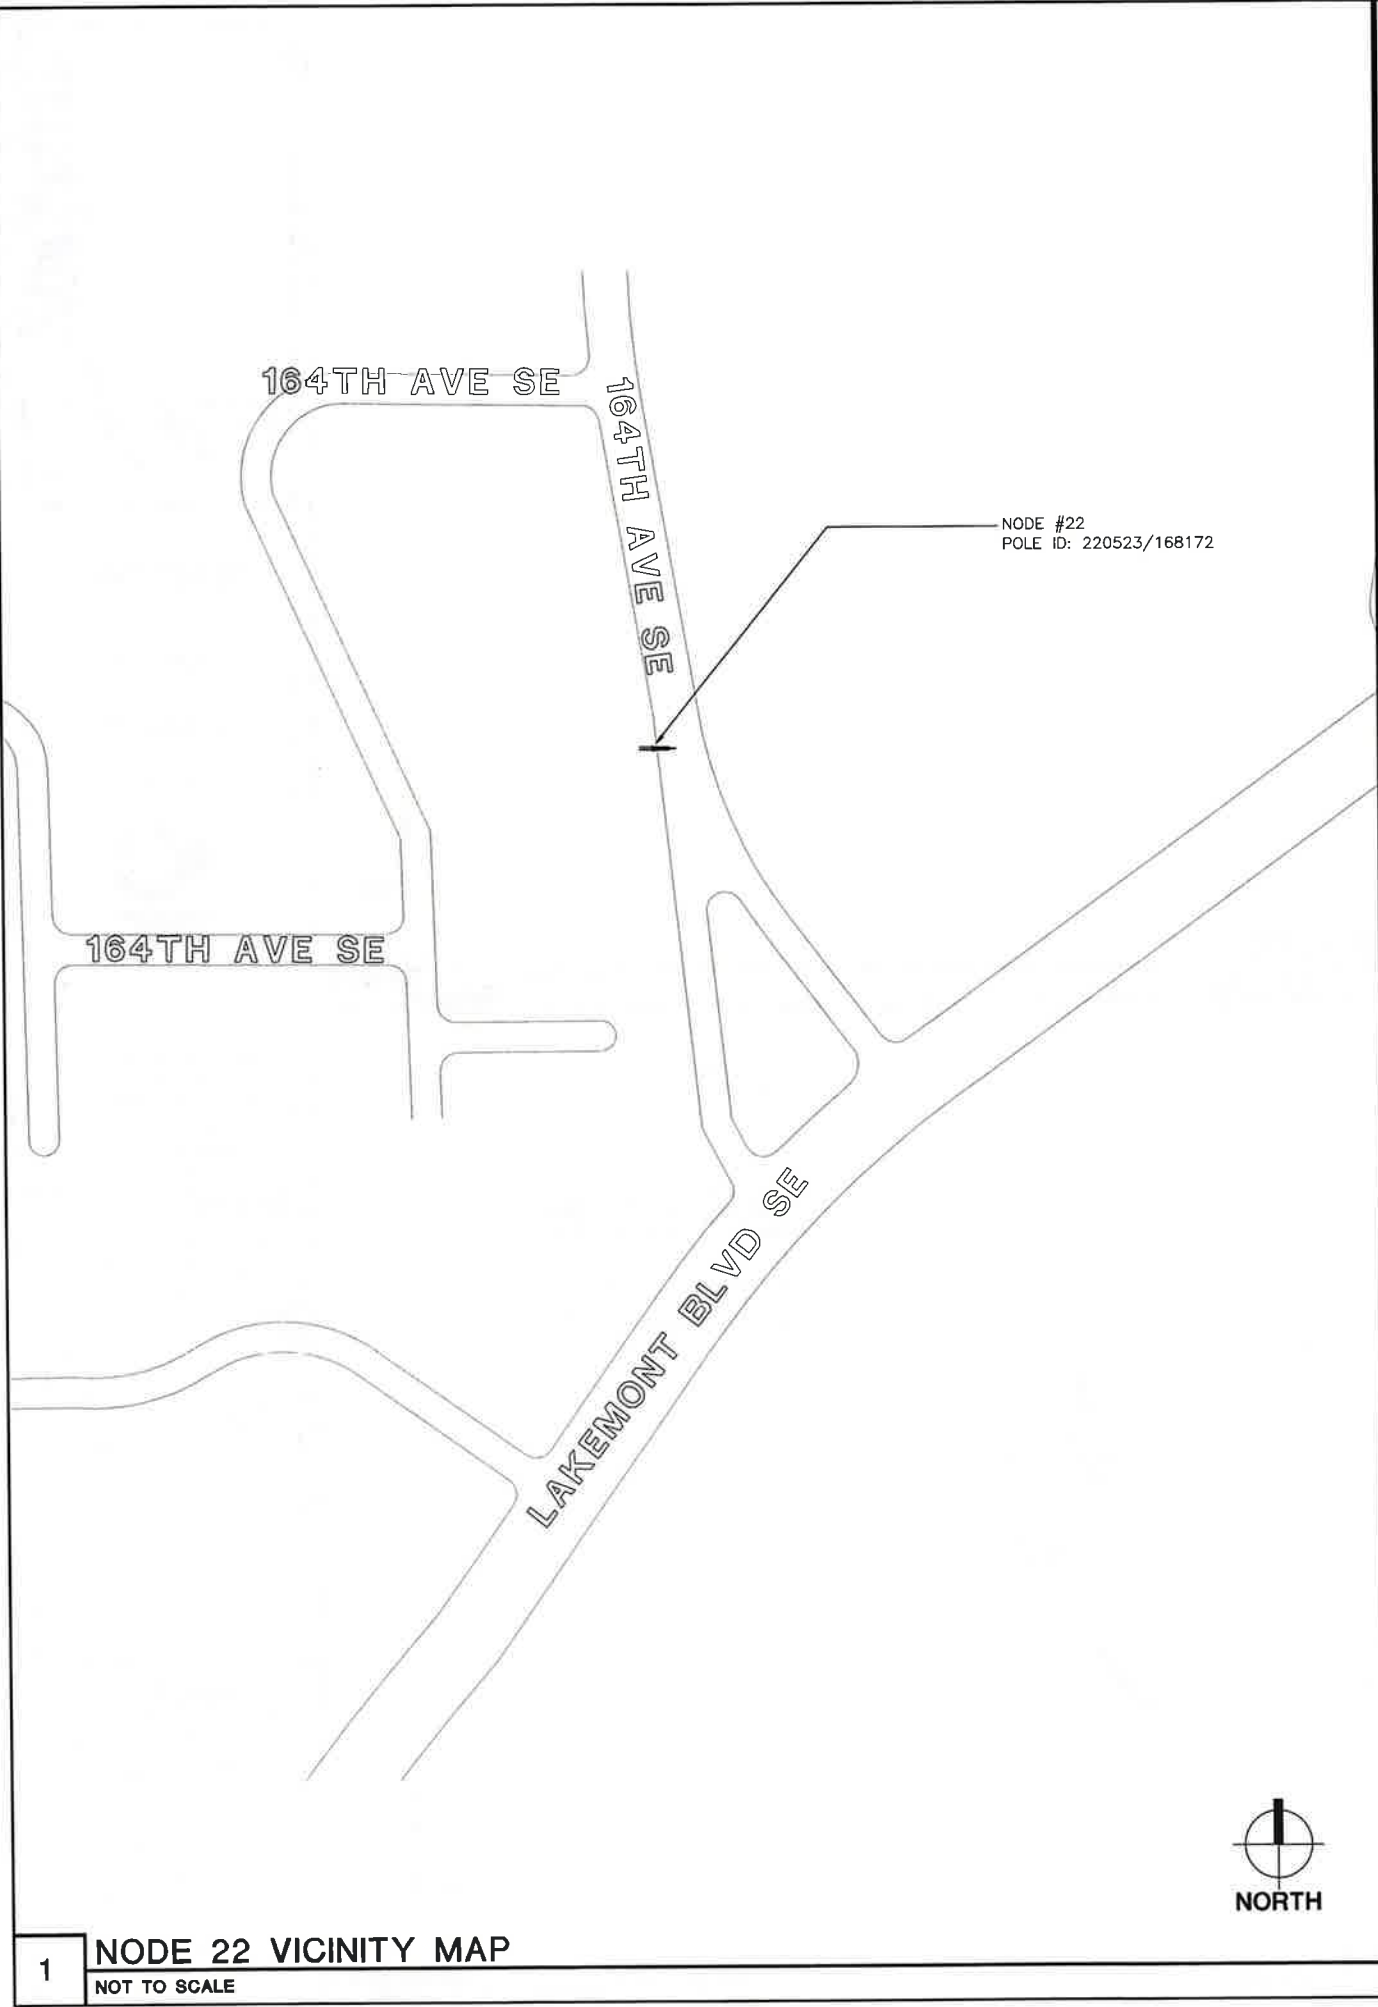 164TH AVE SE
164TH AVE SE
NODE #22
POLE ID: 220523/168172
164TH AVE SE
LAKEMONT BLVD SE
NORTH
1
NODE 22 VICINITY MAP
NOT TO SCALE